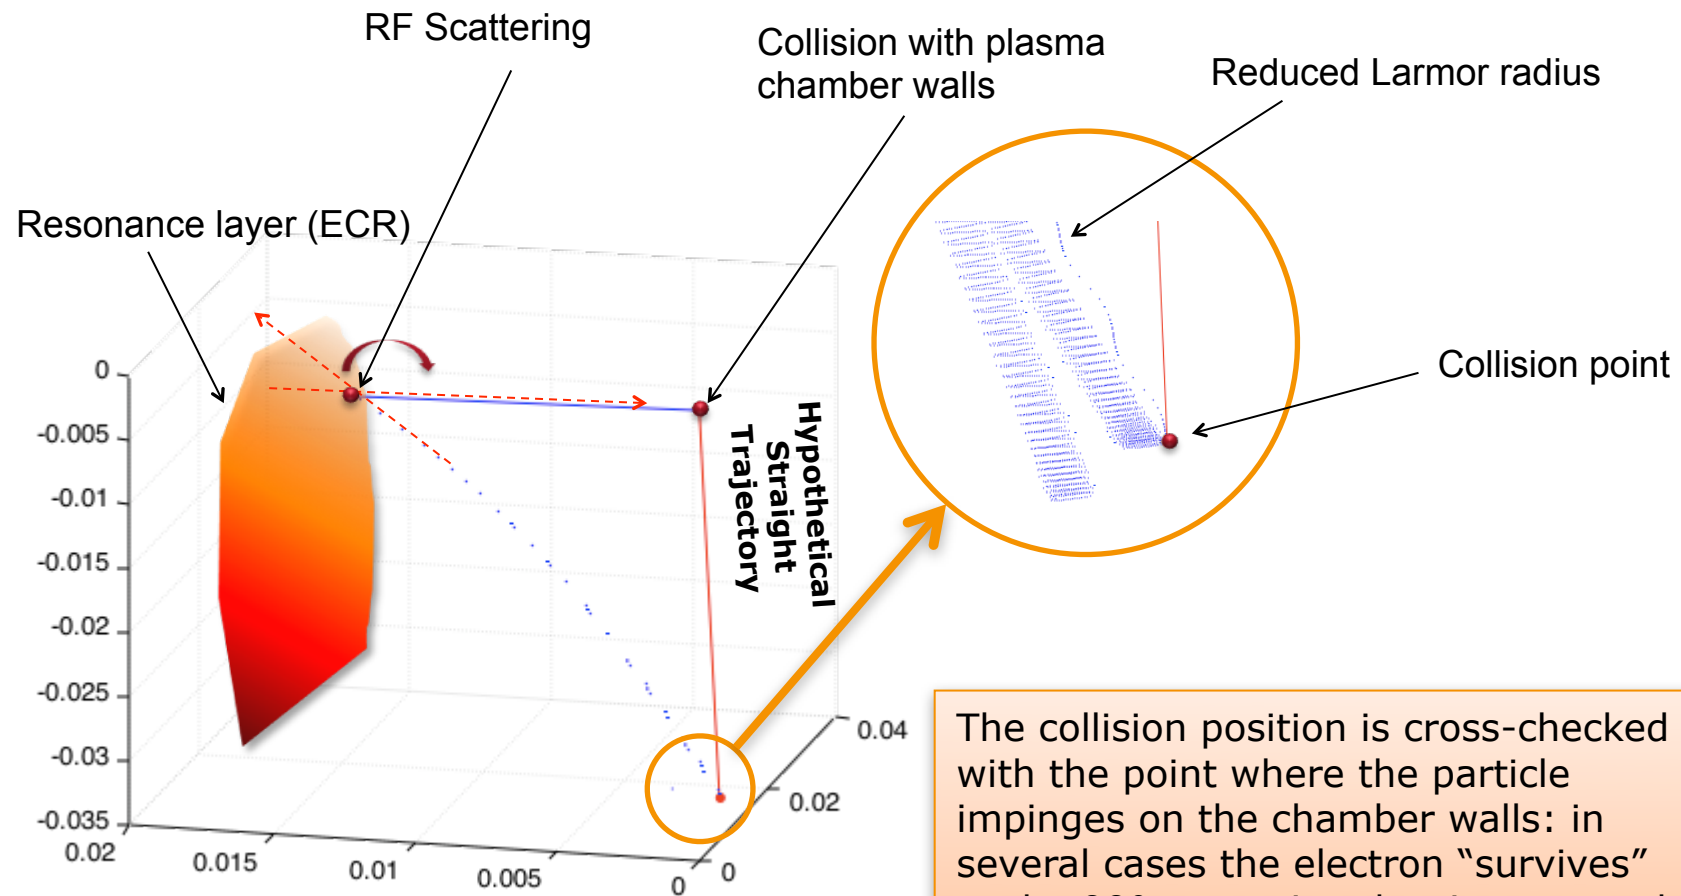 RF Scattering
Collision with plasma
chamber walls
Reduced Larmor radius
Resonance layer (ECR)
Collision point
Hypothetical
Straight
Trajectory
0
-0.005
-0.01
-0.015
-0.02
-0.025
-0.03
-0.035
0.02
0.015
0.01
0.005
0
0
0.02
0.04
The collision position is cross-checked
with the point where the particle
impinges on the chamber walls: in
several cases the electron “survives”